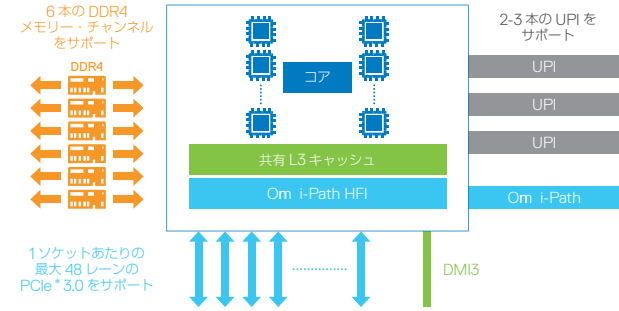 6 本の DDR4
メモリー・チャンネル
をサポート
DDR4
コア
共有 L3 キャッシュ
Om i-Path HFI
2-3 本の UPI を
サポート
UPI
UPI
UPI
Om i-Path
1 ソケットあたりの
最大 48 レーンの
PCIe * 3.0 をサポート
DMI3